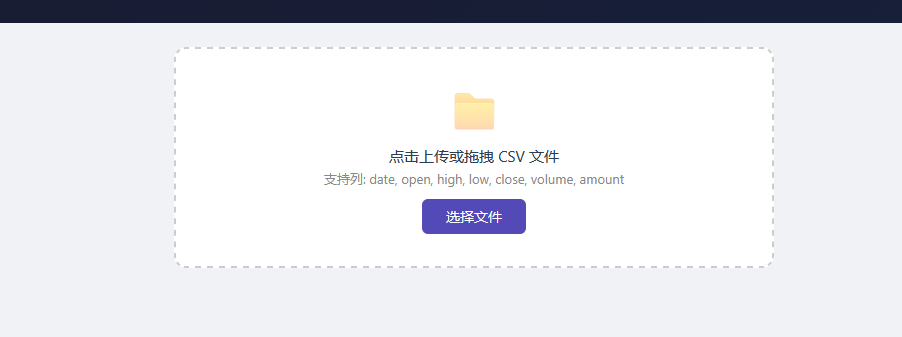 点击上传或拖拽 CSV 文件
支持列: date, open, high, low, close, volume, amount
选择文件